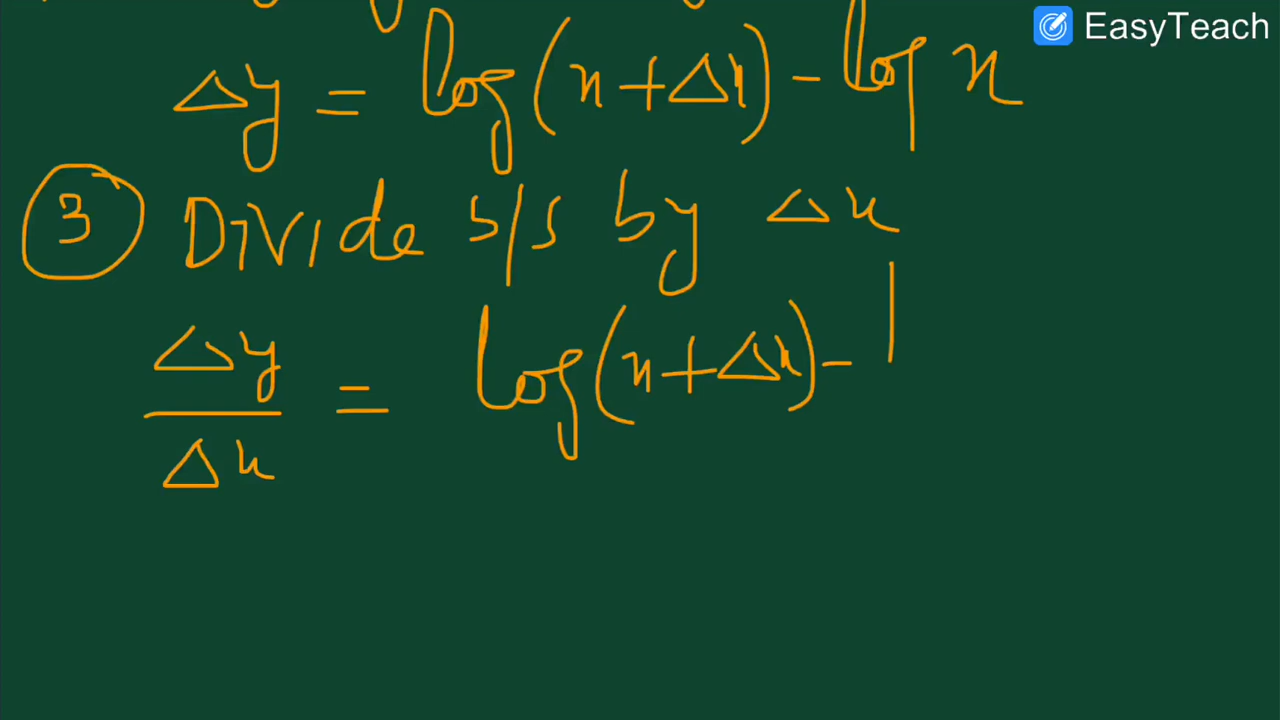 EasyTeach
Δy = log(x+Δx) - log x
3 Divide b/s by Δx
Δy/Δx = log(x+Δx) - l